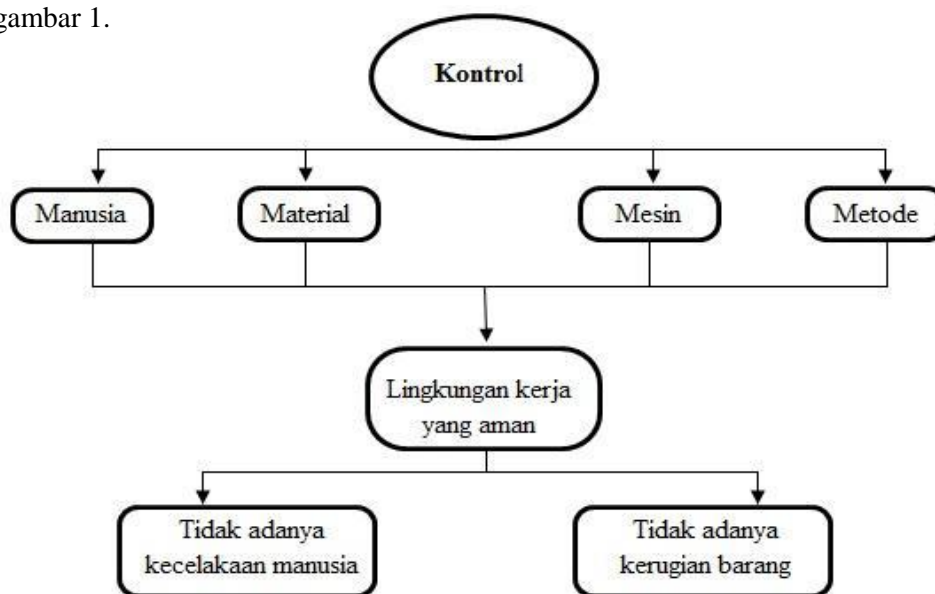 gambar 1.
Kontrol
Manusia
Material
Mesin
Metode
Lingkungan kerja
yang aman
Tidak adanya
kecelakaan manusia
Tidak adanya
kerugian barang